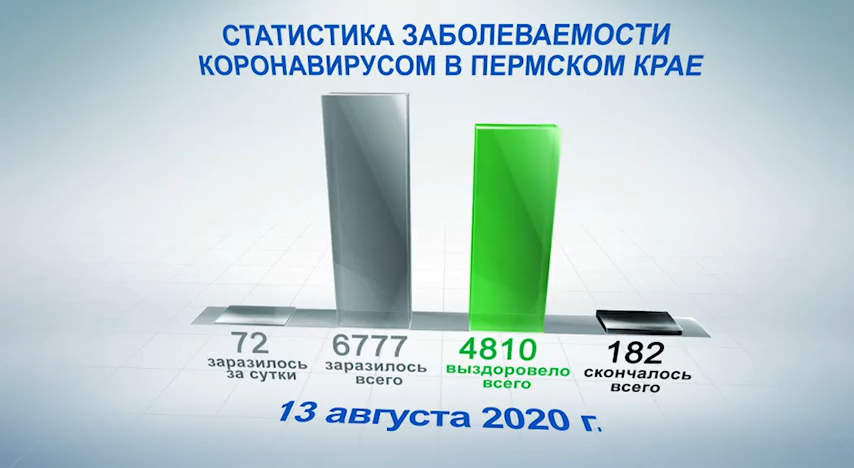 СТАТИСТИКА ЗАБОЛЕВАЕМОСТИ
КОРОНАВИРУСОМ В ПЕРМСКОМ КРАЕ
72
заразилось
за сутки
6777
заразилось
всего
4810
выздоровело
всего
182
скончалось
всего
13 августа 2020 г.